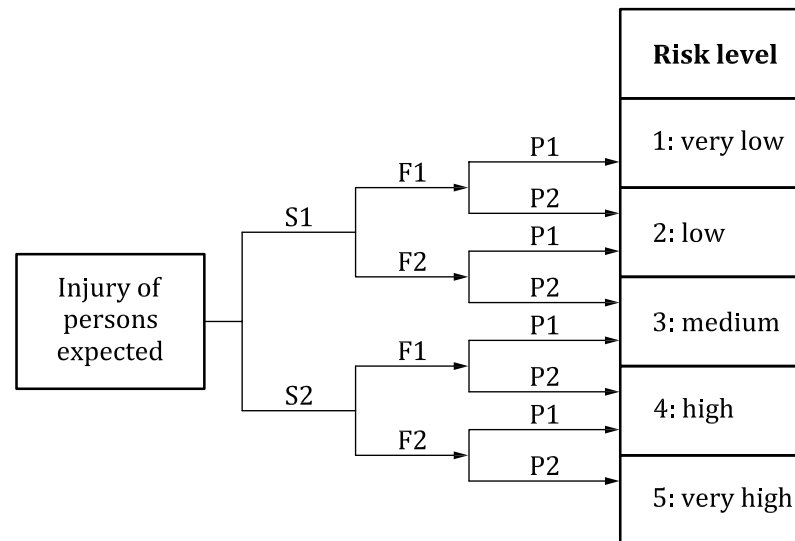 Injury of
persons
expected
S1
S2
F1
F2
F1
F2
P1
P2
P1
P2
P1
P2
P1
P2
Risk level
1: very low
2: low
3: medium
4: high
5: very high